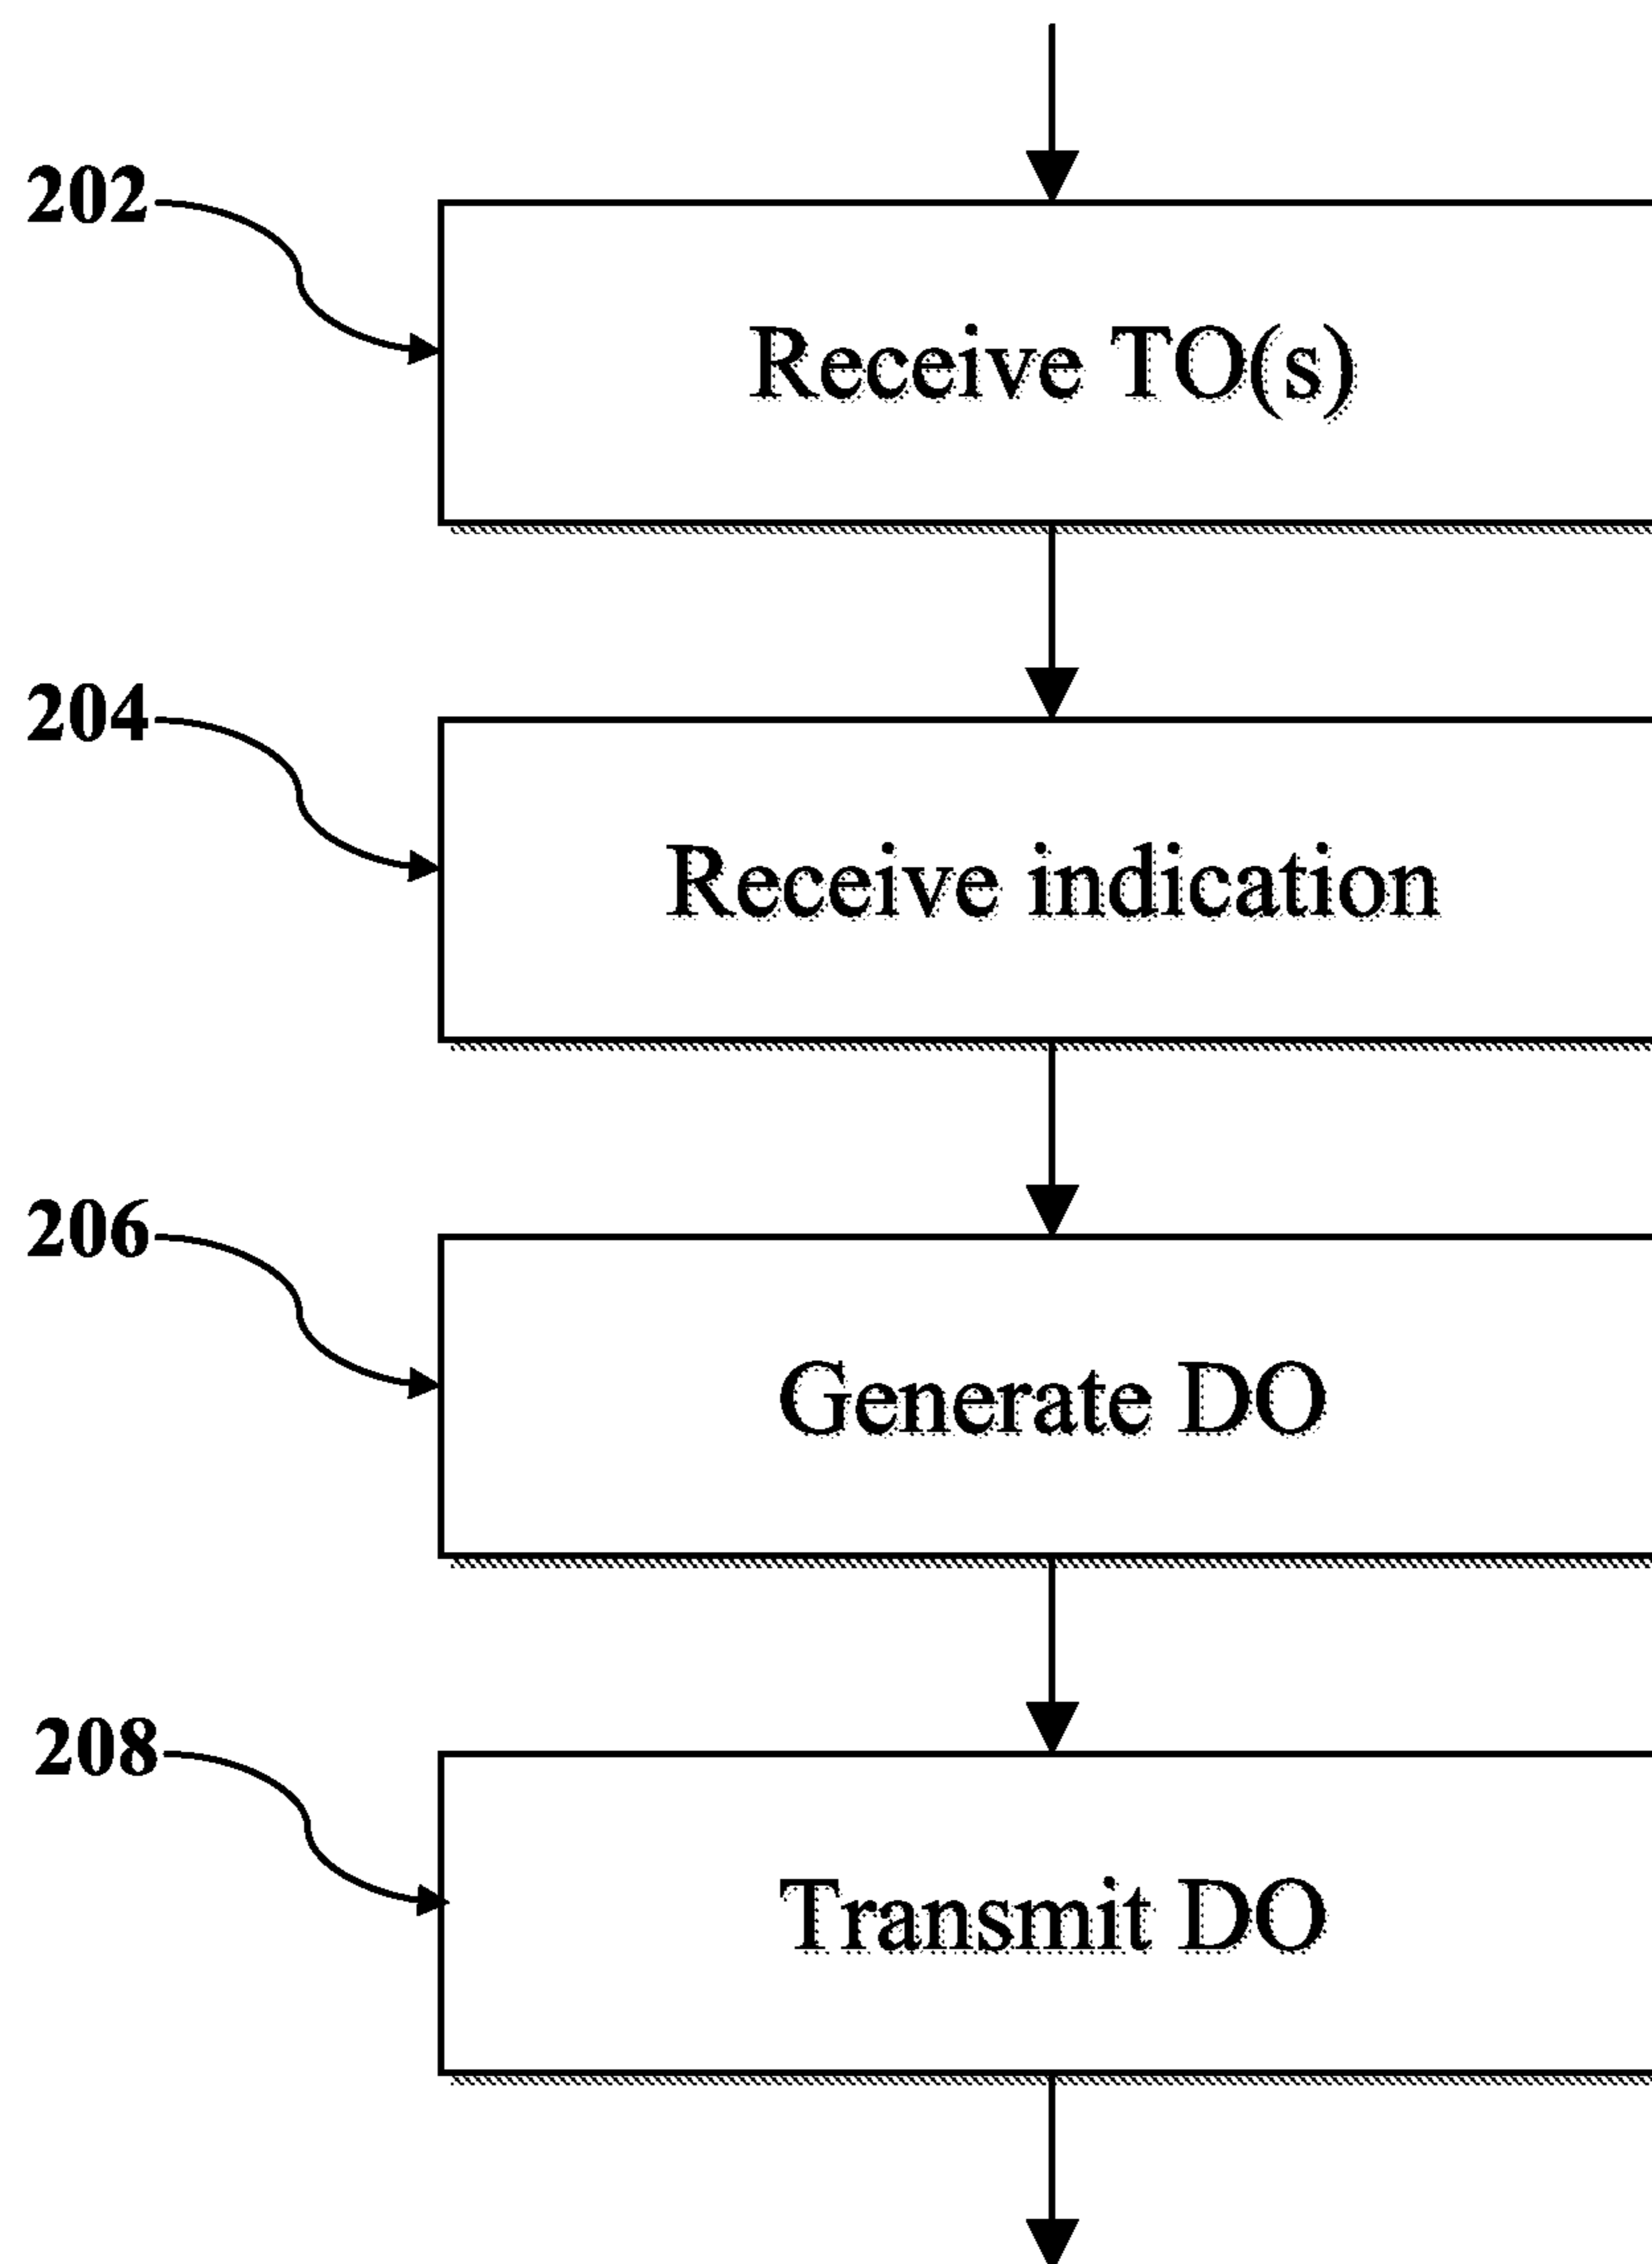 202
Receive TO(s)
204
Receive indication
206
Generate DO
208
Transmit DO